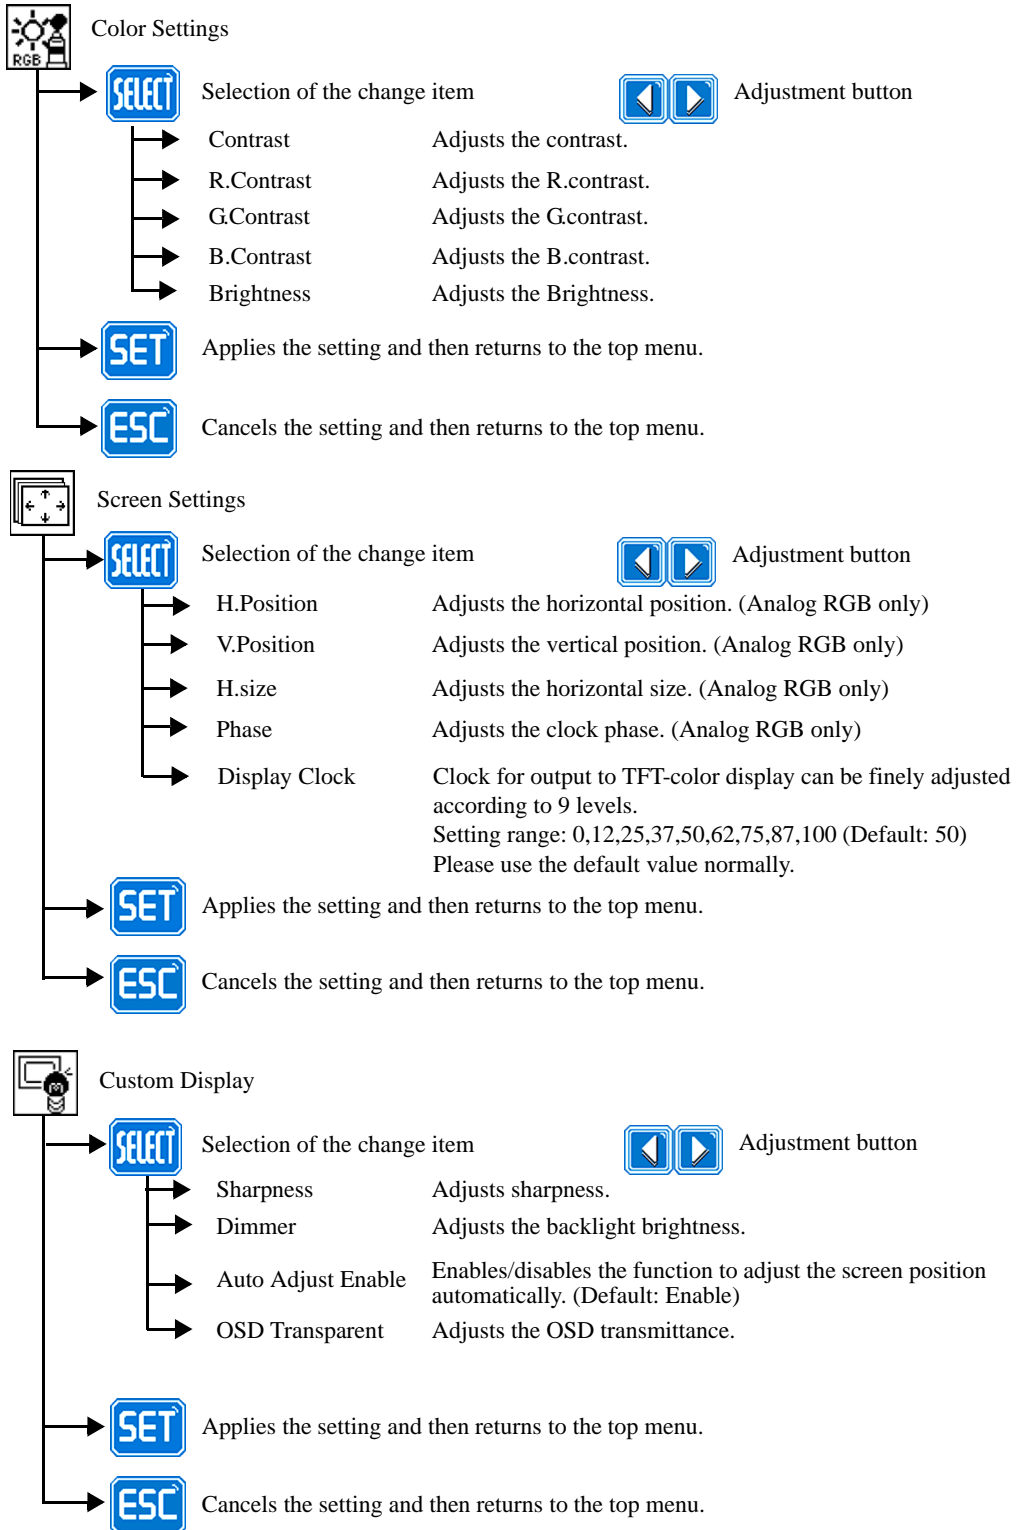 Color Settings
RGB
SELECT Selection of the change item Adjustment button
Contrast Adjusts the contrast.
R.Contrast Adjusts the R.contrast.
G.Contrast Adjusts the G.contrast.
B.Contrast Adjusts the B.contrast.
Brightness Adjusts the Brightness.
SET Applies the setting and then returns to the top menu.
ESC Cancels the setting and then returns to the top menu.
Screen Settings
SELECT Selection of the change item Adjustment button
H.Position Adjusts the horizontal position. (Analog RGB only)
V.Position Adjusts the vertical position. (Analog RGB only)
H.size Adjusts the horizontal size. (Analog RGB only)
Phase Adjusts the clock phase. (Analog RGB only)
Display Clock Clock for output to TFT-color display can be finely adjusted
according to 9 levels.
Setting range: 0,12,25,37,50,62,75,87,100 (Default: 50)
Please use the default value normally.
SET Applies the setting and then returns to the top menu.
ESC Cancels the setting and then returns to the top menu.
Custom Display
SELECT Selection of the change item Adjustment button
Sharpness Adjusts sharpness.
Dimmer Adjusts the backlight brightness.
Auto Adjust Enable Enables/disables the function to adjust the screen position
automatically. (Default: Enable)
OSD Transparent Adjusts the OSD transmittance.
SET Applies the setting and then returns to the top menu.
ESC Cancels the setting and then returns to the top menu.